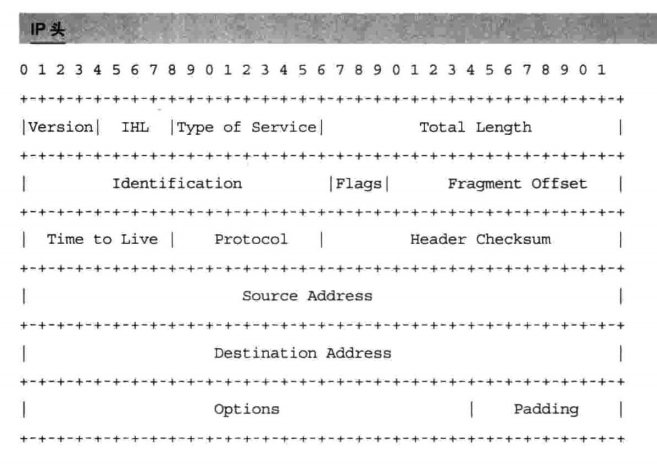 IP头
0 1 2 3 4 5 6 7 8 9 0 1 2 3 4 5 6 7 8 9 0 1 2 3 4 5 6 7 8 9 0 1
+-+-+-+-+-+-+-+-+-+-+-+-+-+-+-+-+-+-+-+-+-+-+-+-+-+-+-+-+-+-+-+-+
|Version| IHL |Type of Service| Total Length |
+-+-+-+-+-+-+-+-+-+-+-+-+-+-+-+-+-+-+-+-+-+-+-+-+-+-+-+-+-+-+-+-+
| Identification |Flags| Fragment Offset |
+-+-+-+-+-+-+-+-+-+-+-+-+-+-+-+-+-+-+-+-+-+-+-+-+-+-+-+-+-+-+-+-+
| Time to Live | Protocol | Header Checksum |
+-+-+-+-+-+-+-+-+-+-+-+-+-+-+-+-+-+-+-+-+-+-+-+-+-+-+-+-+-+-+-+-+
| Source Address |
+-+-+-+-+-+-+-+-+-+-+-+-+-+-+-+-+-+-+-+-+-+-+-+-+-+-+-+-+-+-+-+-+
| Destination Address |
+-+-+-+-+-+-+-+-+-+-+-+-+-+-+-+-+-+-+-+-+-+-+-+-+-+-+-+-+-+-+-+-+
| Options | Padding |
+-+-+-+-+-+-+-+-+-+-+-+-+-+-+-+-+-+-+-+-+-+-+-+-+-+-+-+-+-+-+-+-+